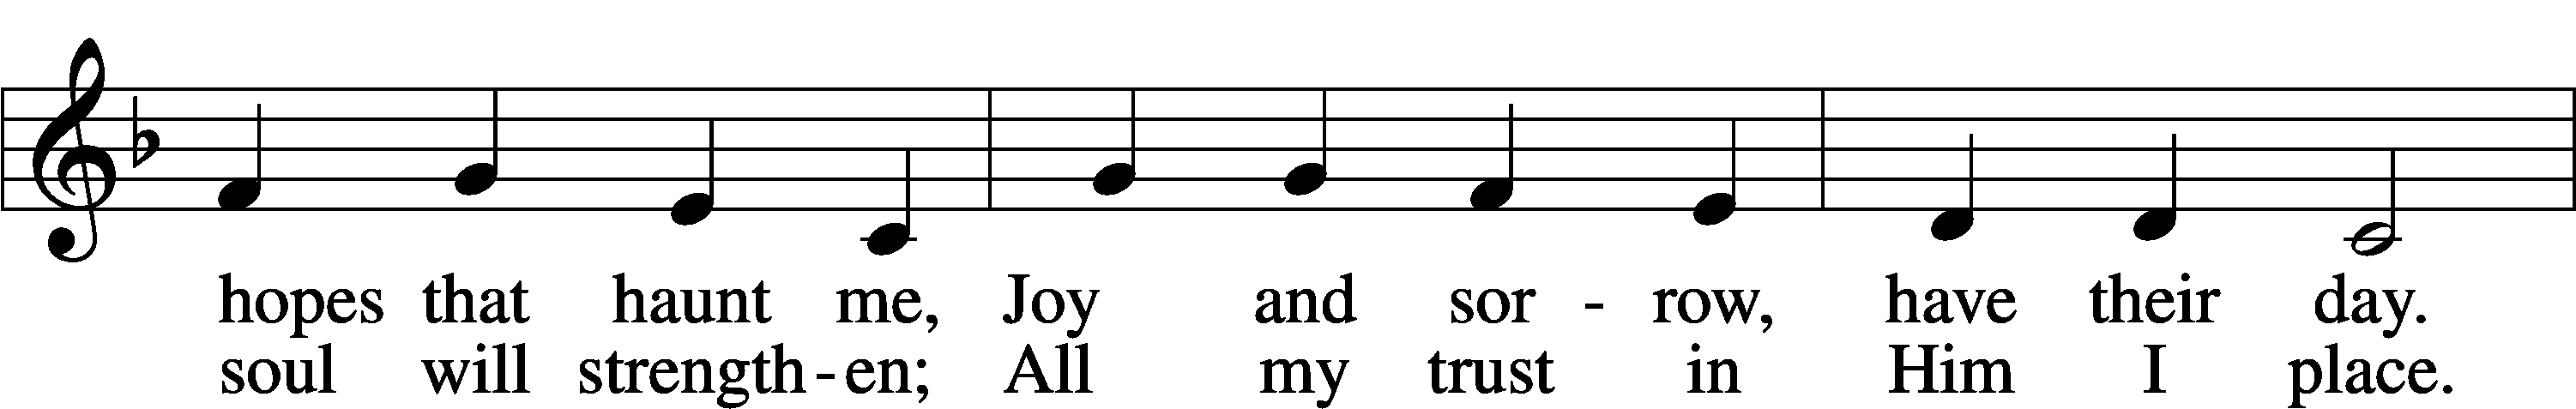 hopes that haunt me, Joy and sor - row, have their day.
soul will strength - en; All my trust in Him I place.